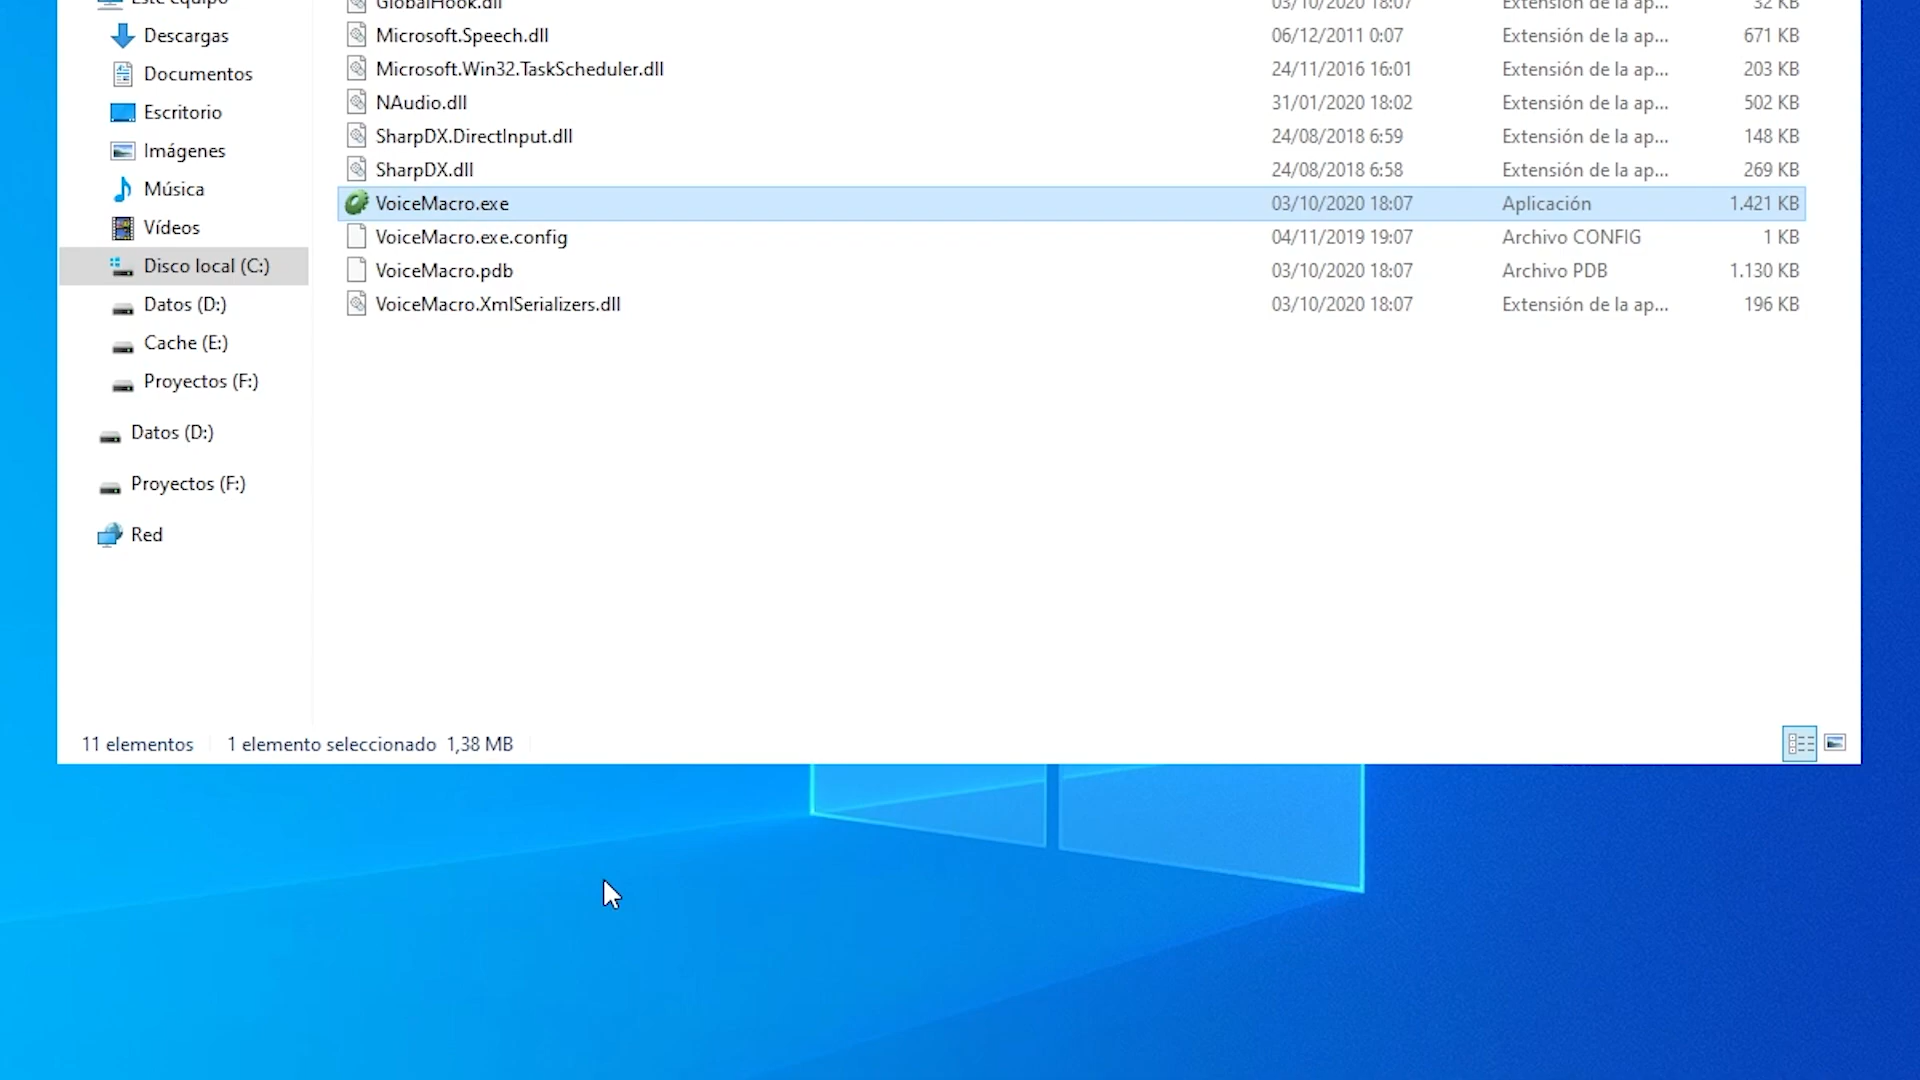 Este equipo
Descargas
Documentos
Escritorio
Imágenes
Música
Vídeos
Disco local (C:)
Datos (D:)
Cache (E:)
Proyectos (F:)
Datos (D:)
Proyectos (F:)
Red
GlobalHook.dll 03/10/2020 18:07 Extensión de la ap... 32 KB
Microsoft.Speech.dll 06/12/2011 0:07 Extensión de la ap... 671 KB
Microsoft.Win32.TaskScheduler.dll 24/11/2016 16:01 Extensión de la ap... 203 KB
NAudio.dll 31/01/2020 18:02 Extensión de la ap... 502 KB
SharpDX.DirectInput.dll 24/08/2018 6:59 Extensión de la ap... 148 KB
SharpDX.dll 24/08/2018 6:58 Extensión de la ap... 269 KB
VoiceMacro.exe 03/10/2020 18:07 Aplicación 1.421 KB
VoiceMacro.exe.config 04/11/2019 19:07 Archivo CONFIG 1 KB
VoiceMacro.pdb 03/10/2020 18:07 Archivo PDB 1.130 KB
VoiceMacro.XmlSerializers.dll 03/10/2020 18:07 Extensión de la ap... 196 KB
11 elementos 1 elemento seleccionado 1,38 MB